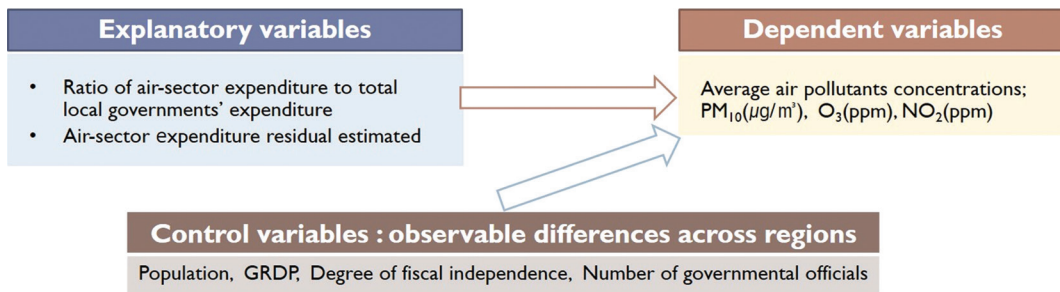 Explanatory variables
• Ratio of air-sector expenditure to total
local governments' expenditure
• Air-sector expenditure residual estimated
Dependent variables
Average air pollutants concentrations;
PM₁₀(㎍/㎥), O₃(ppm), NO₂(ppm)
Control variables : observable differences across regions
Population, GRDP, Degree of fiscal independence, Number of governmental officials